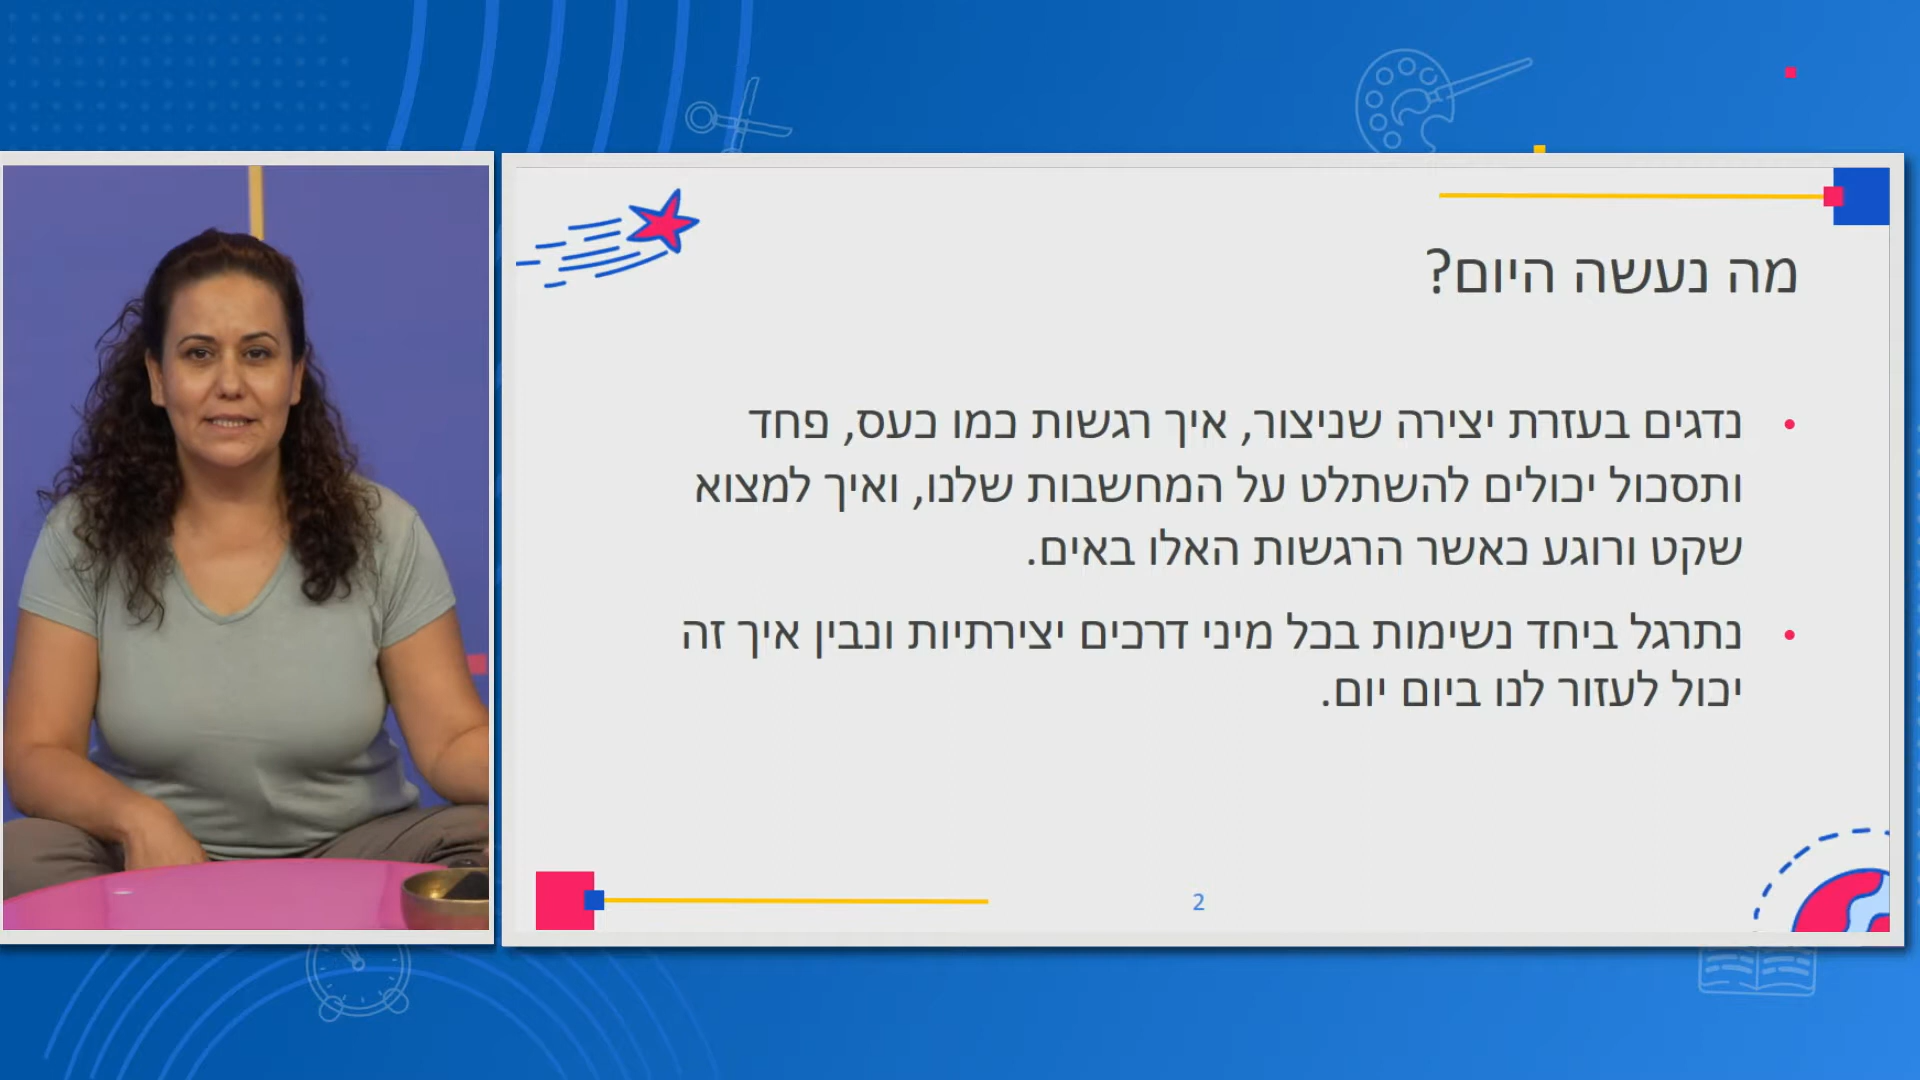 מה נעשה היום?
נדגים בעזרת יצירה שניצור, איך רגשות כמו כעס, פחד
ותסכול יכולים להשתלט על המחשבות שלנו, ואיך למצוא
שקט ורוגע כאשר הרגשות האלו באים.
נתרגל ביחד נשימות בכל מיני דרכים יצירתיות ונבין איך זה
יכול לעזור לנו ביום יום.
2